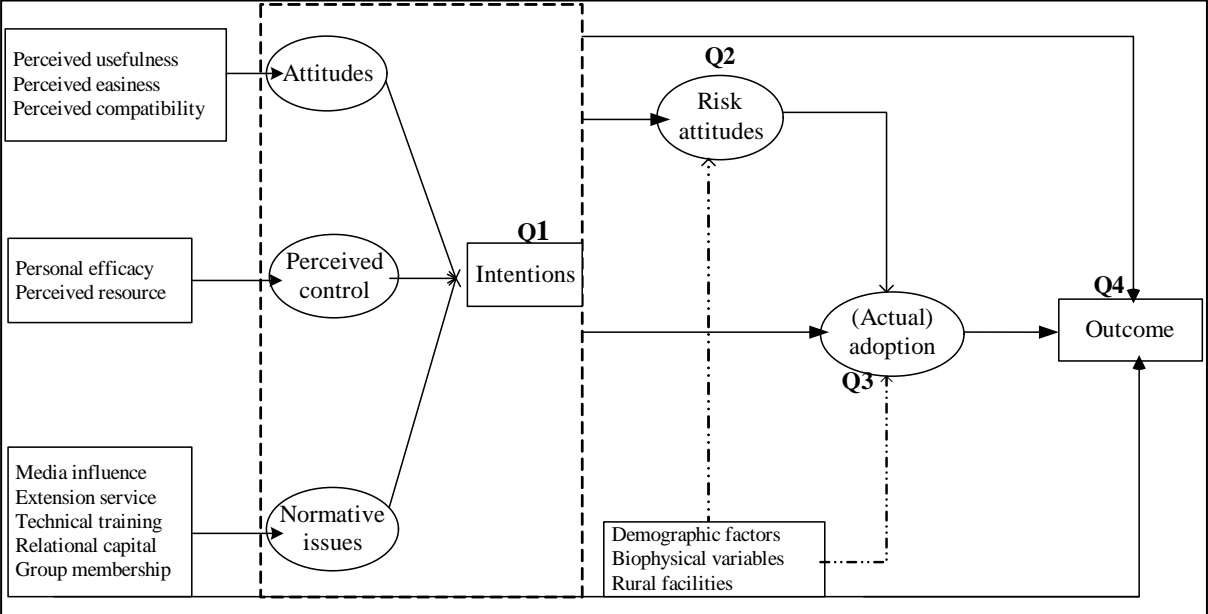 Perceived usefulness
Perceived easiness
Perceived compatibility
Attitudes
Personal efficacy
Perceived resource
Perceived
control
Media influence
Extension service
Technical training
Relational capital
Group membership
Normative
issues
Q1
Intentions
Q2
Risk
attitudes
(Actual)
adoption
Q3
Demographic factors
Biophysical variables
Rural facilities
Q4
Outcome